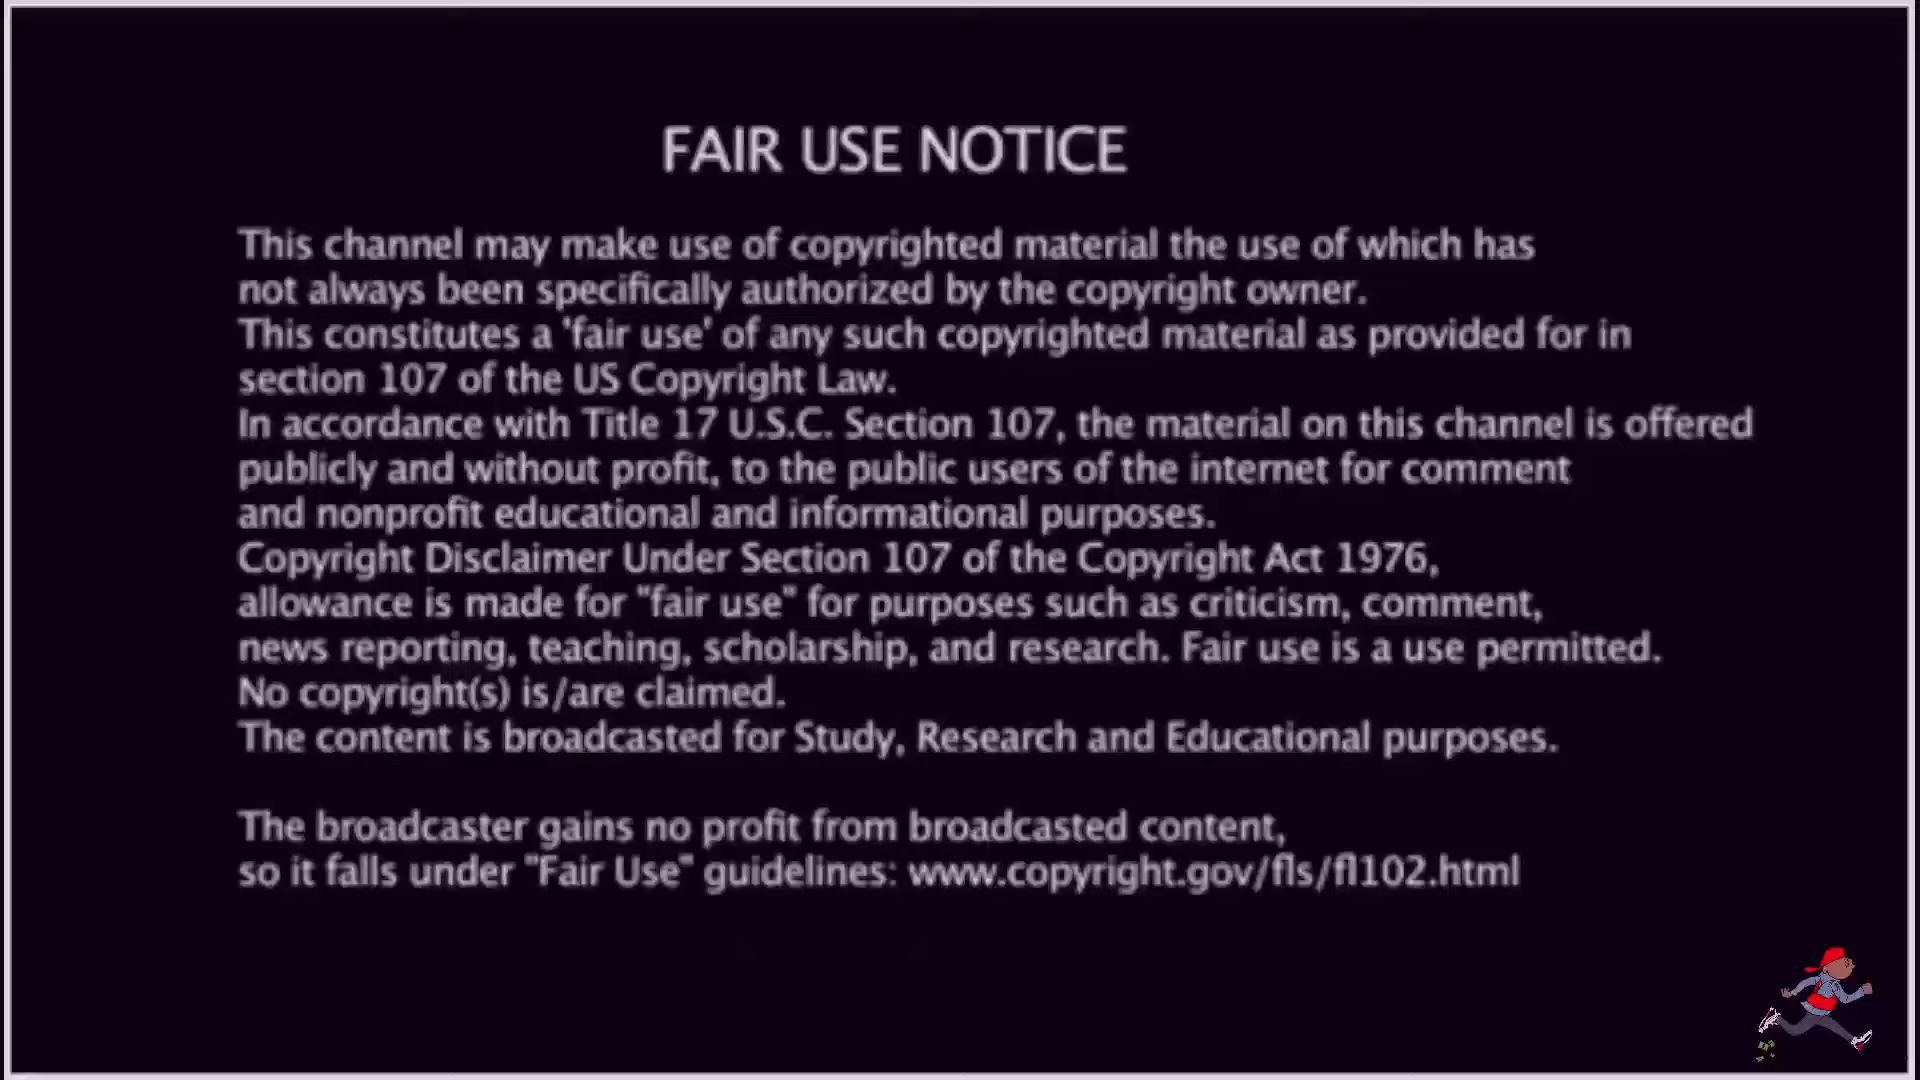 FAIR USE NOTICE
This channel may make use of copyrighted material the use of which has
not always been specifically authorized by the copyright owner.
This constitutes a 'fair use' of any such copyrighted material as provided for in
section 107 of the US Copyright Law.
In accordance with Title 17 U.S.C. Section 107, the material on this channel is offered
publicly and without profit, to the public users of the internet for comment
and nonprofit educational and informational purposes.
Copyright Disclaimer Under Section 107 of the Copyright Act 1976,
allowance is made for "fair use" for purposes such as criticism, comment,
news reporting, teaching, scholarship, and research. Fair use is a use permitted.
No copyright(s) is/are claimed.
The content is broadcasted for Study, Research and Educational purposes.
The broadcaster gains no profit from broadcasted content,
so it falls under "Fair Use" guidelines: www.copyright.gov/fls/fl102.html